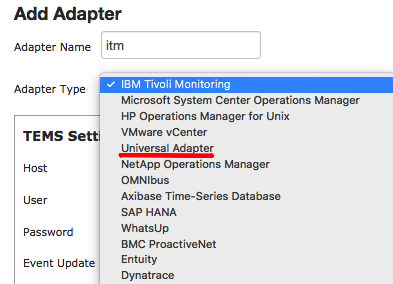 Add Adapter
Adapter Name itm
Adapter Type ✓ IBM Tivoli Monitoring
Microsoft System Center Operations Manager
HP Operations Manager for Unix
VMware vCenter
Universal Adapter
NetApp Operations Manager
OMNIbus
Axibase Time-Series Database
SAP HANA
WhatsUp
BMC ProactiveNet
Entuity
Dynatrace
TEMS Setti
Host
User
Password
Event Update